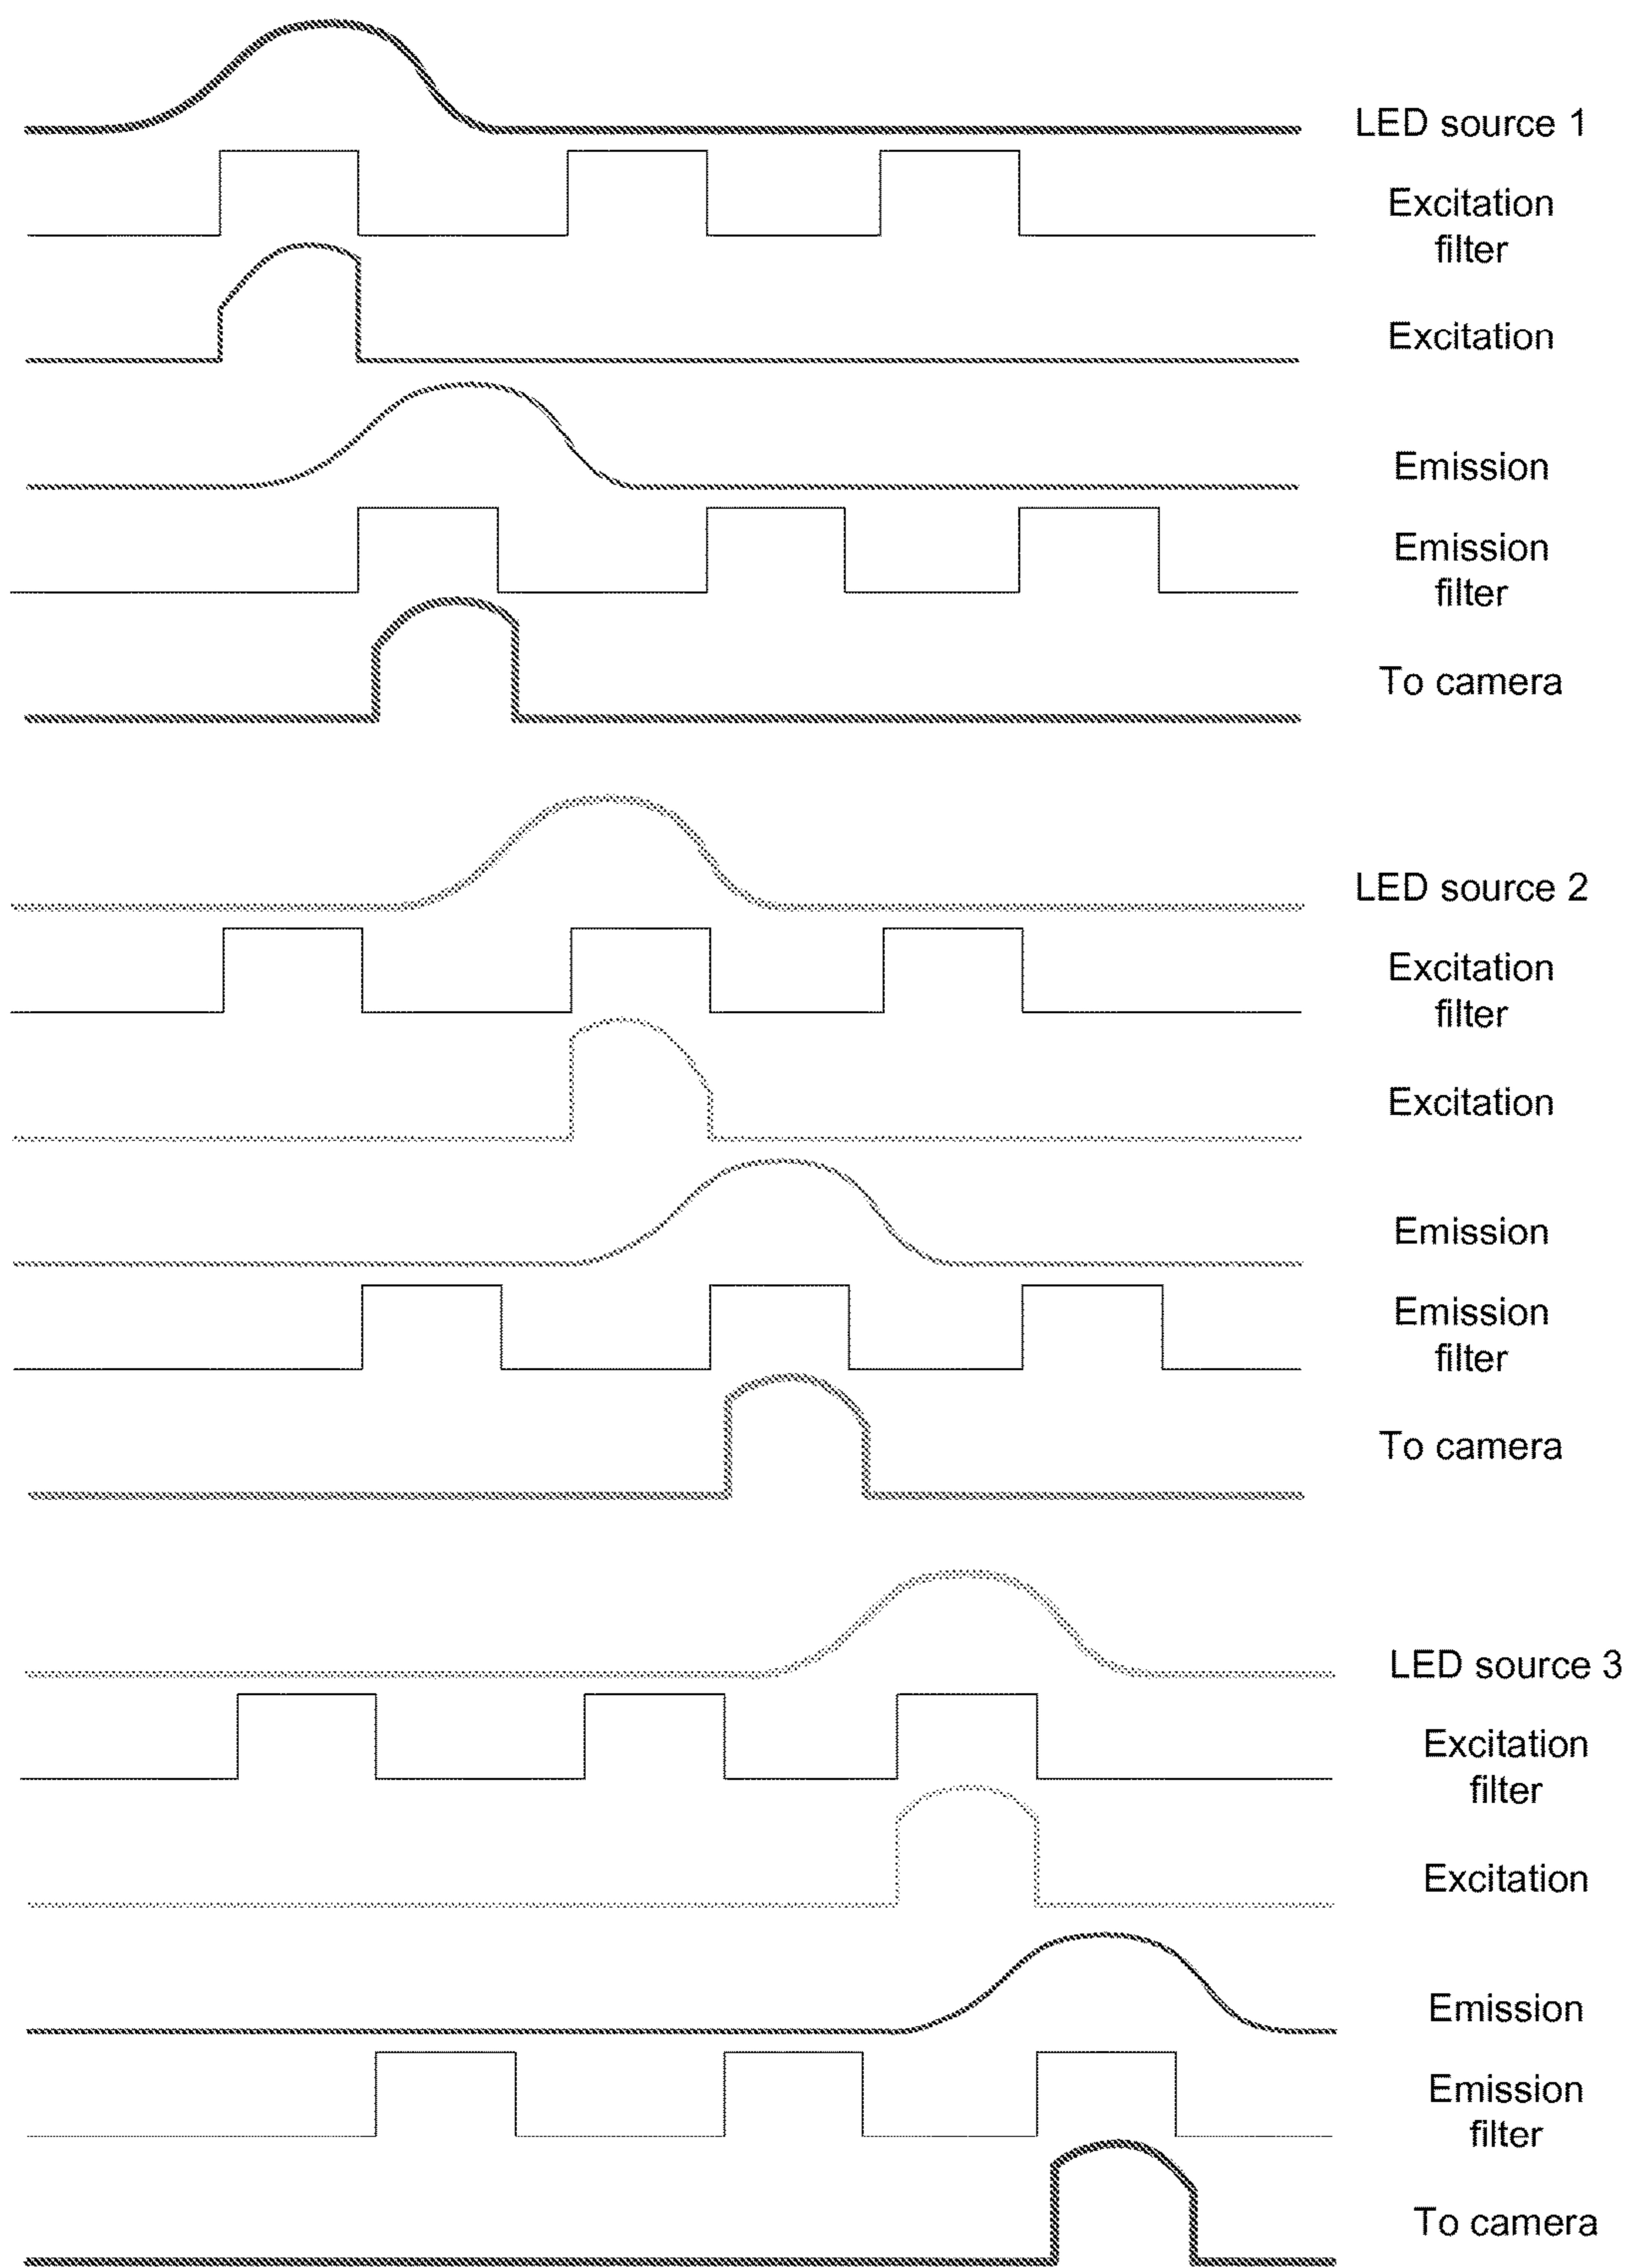 LED source 1
Excitation
filter
Excitation
Emission
Emission
filter
To camera
LED source 2
Excitation
filter
Excitation
Emission
Emission
filter
To camera
LED source 3
Excitation
filter
Excitation
Emission
Emission
filter
To camera